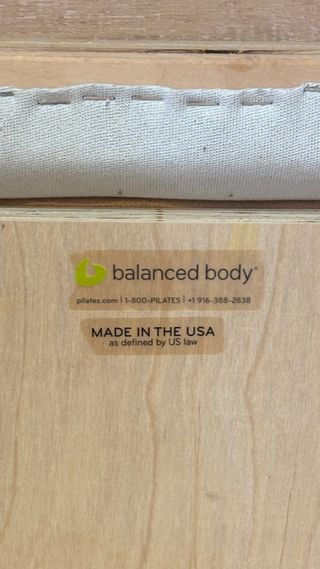 balanced body®
pilates.com | 1-800-PILATES | +1 916-388-2838
MADE IN THE USA
as defined by US law